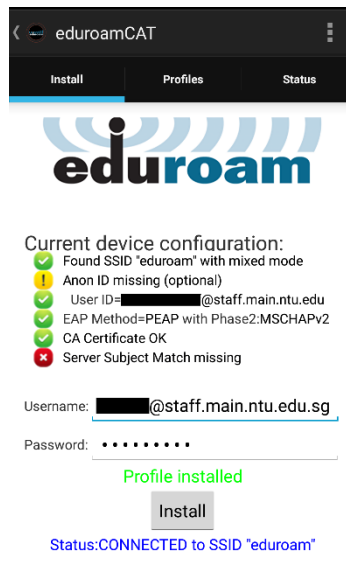 eduroamCAT
Install Profiles Status
eduroam
Current device configuration:
Found SSID "eduroam" with mixed mode
Anon ID missing (optional)
User ID=@staff.main.ntu.edu
EAP Method=PEAP with Phase2:MSCHAPv2
CA Certificate OK
Server Subject Match missing
Username: @staff.main.ntu.edu.sg
Password: •••••••••
Profile installed
Install
Status:CONNECTED to SSID "eduroam"